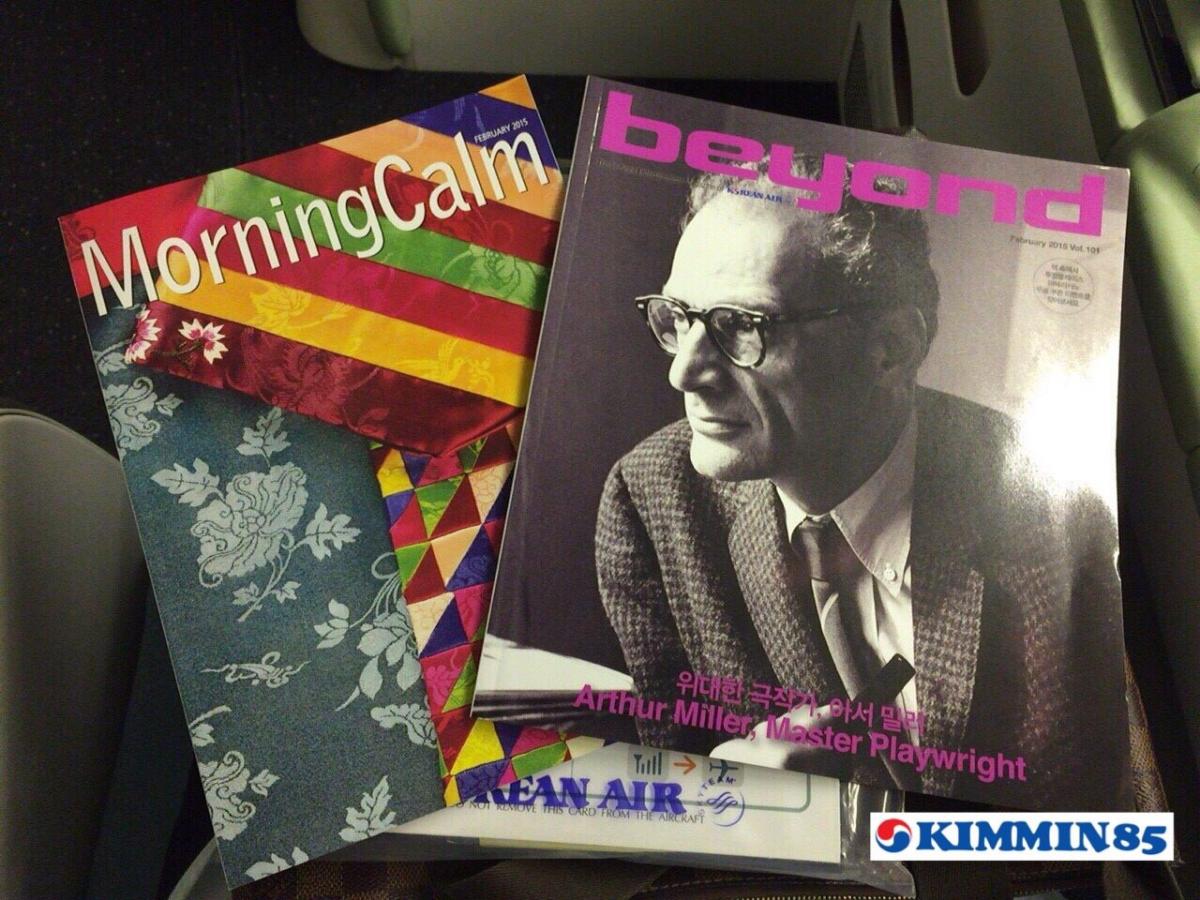 FEBRUARY 2015
MorningCalm
beyond
KOREAN AIR
February 2015 Vol. 101
위대한 극작가, 아서 밀러
Arthur Miller, Master Playwright
REAN AIR
O NOT REMOVE THIS CARD FROM THE AIRCRAFT
KIMMIN85